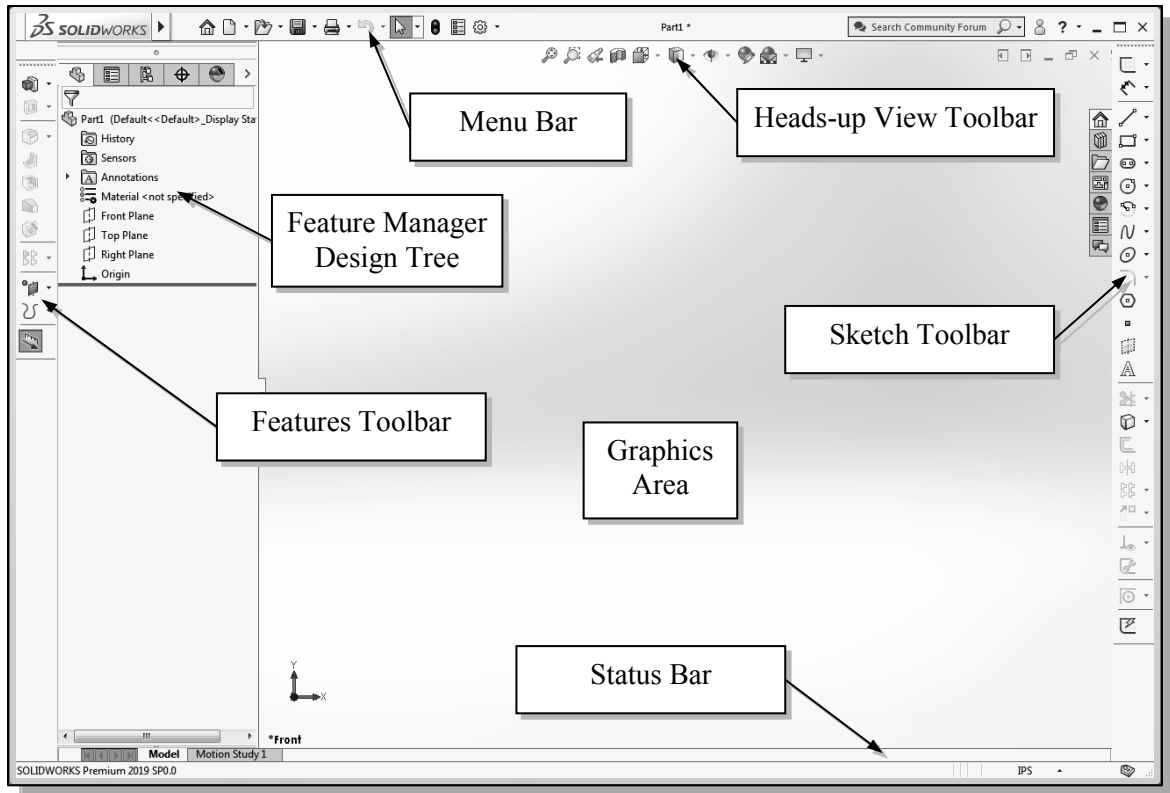 SOLIDWORKS
Part1 *
Search Community Forum
?
Menu Bar
Heads-up View Toolbar
Part1 (Default<<Default>_Display Sta
History
Sensors
A Annotations
Material <not specified>
Front Plane
Top Plane
Right Plane
Origin
Feature Manager
Design Tree
Sketch Toolbar
A
Features Toolbar
Graphics
Area
Status Bar
Y
X
*Front
Model Motion Study 1
SOLIDWORKS Premium 2019 SP0.0
IPS